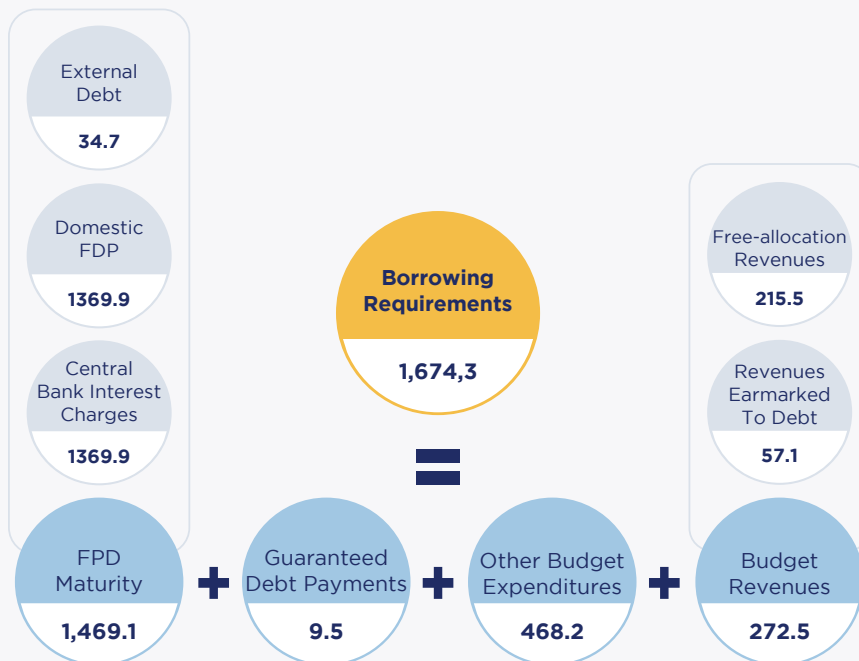 External
Debt
34.7
Domestic
FDP
1369.9
Central
Bank Interest
Charges
1369.9
Borrowing
Requirements
1,674,3
=
Free-allocation
Revenues
215.5
Revenues
Earmarked
To Debt
57.1
FPD
Maturity
1,469.1
+
Guaranteed
Debt Payments
9.5
+
Other Budget
Expenditures
468.2
+
Budget
Revenues
272.5